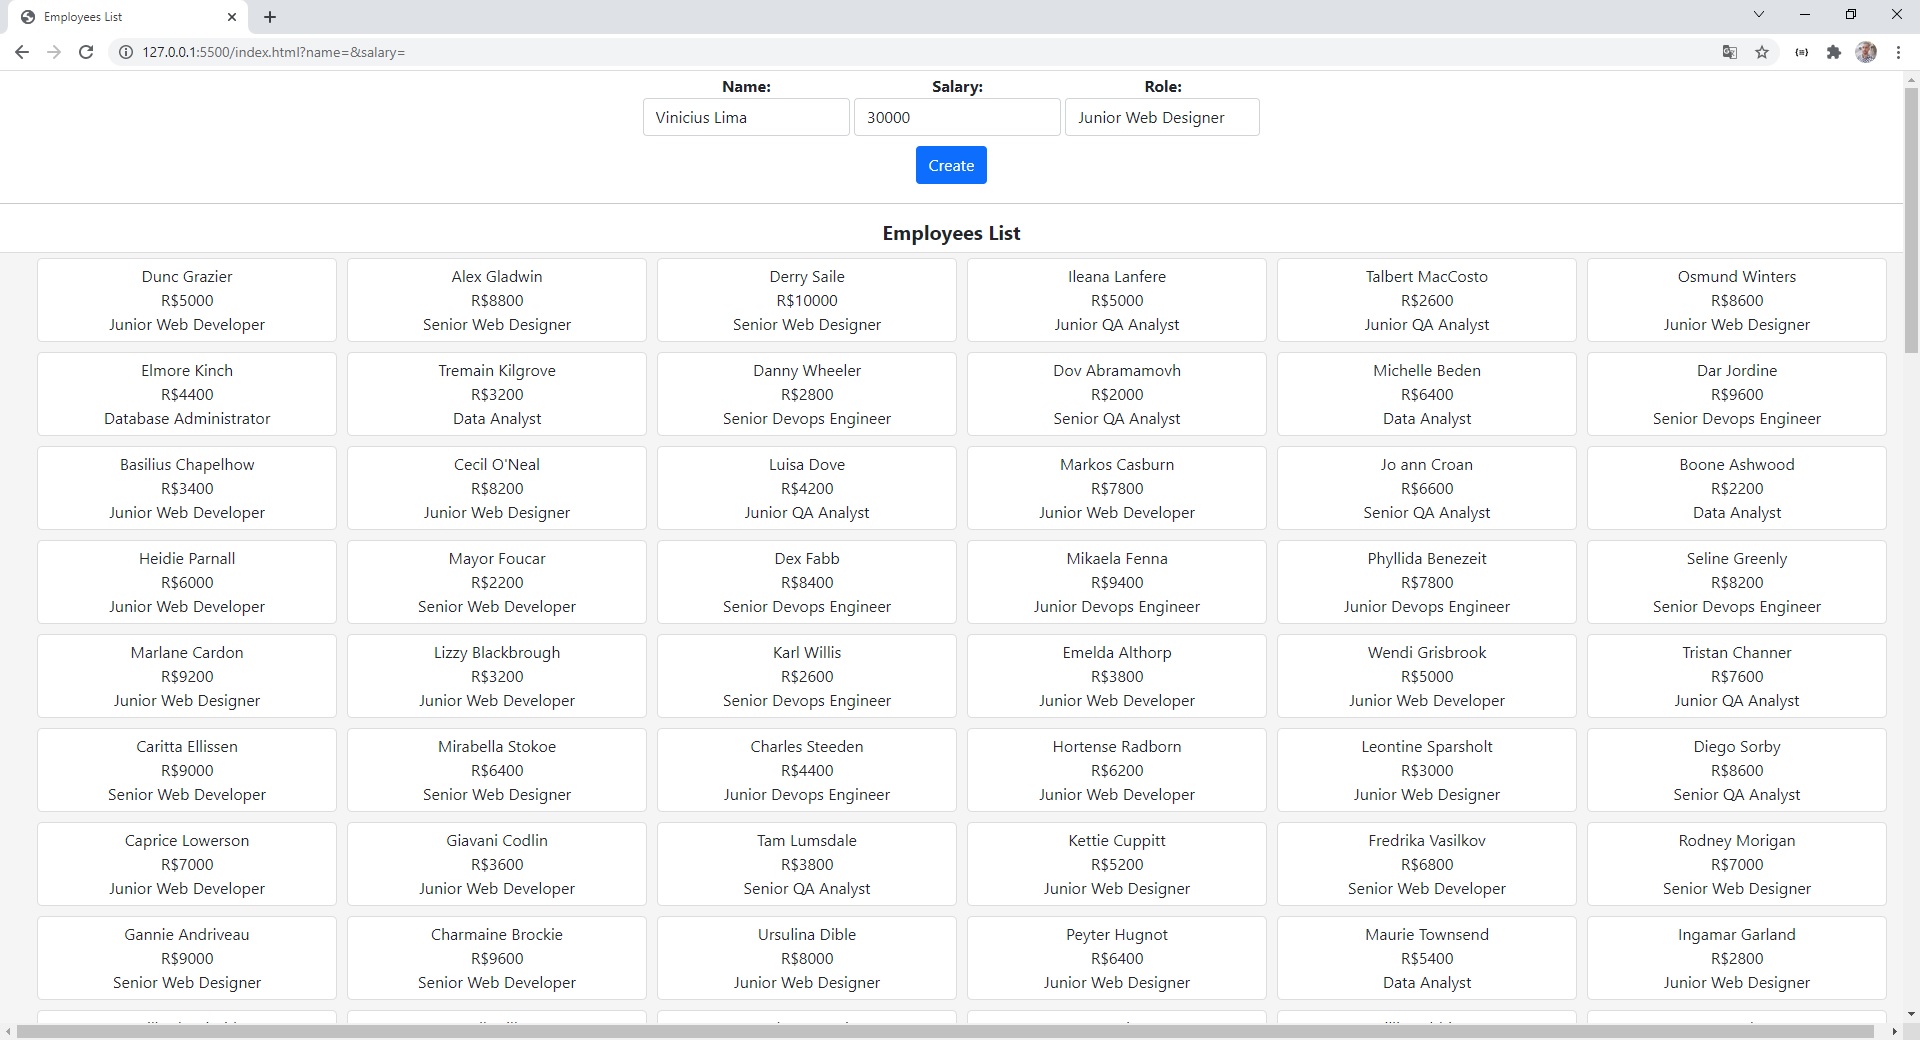 Employees List
127.0.0.1:5500/index.html?name=&salary=
Name: Salary: Role:
Vinicius Lima 30000 Junior Web Designer
Create
Employees List
Dunc Grazier Alex Gladwin Derry Saile Ileana Lanfere Talbert MacCosto Osmund Winters
R$5000 R$8800 R$10000 R$5000 R$2600 R$8600
Junior Web Developer Senior Web Designer Senior Web Designer Junior QA Analyst Junior QA Analyst Junior Web Designer
Elmore Kinch Tremain Kilgrove Danny Wheeler Dov Abramamovh Michelle Beden Dar Jordine
R$4400 R$3200 R$2800 R$2000 R$6400 R$9600
Database Administrator Data Analyst Senior Devops Engineer Senior QA Analyst Data Analyst Senior Devops Engineer
Basilius Chapelhow Cecil O'Neal Luisa Dove Markos Casburn Jo ann Croan Boone Ashwood
R$3400 R$8200 R$4200 R$7800 R$6600 R$2200
Junior Web Developer Junior Web Designer Junior QA Analyst Junior Web Developer Senior QA Analyst Data Analyst
Heidie Parnall Mayor Foucar Dex Fabb Mikaela Fenna Phyllida Benezeit Seline Greenly
R$6000 R$2200 R$8400 R$9400 R$7800 R$8200
Junior Web Developer Senior Web Developer Senior Devops Engineer Junior Devops Engineer Junior Devops Engineer Senior Devops Engineer
Marlane Cardon Lizzy Blackbrough Karl Willis Emelda Althorp Wendi Grisbrook Tristan Channer
R$9200 R$3200 R$2600 R$3800 R$5000 R$7600
Junior Web Designer Junior Web Developer Senior Devops Engineer Junior Web Developer Junior Web Developer Junior QA Analyst
Caritta Ellissen Mirabella Stokoe Charles Steeden Hortense Radborn Leontine Sparsholt Diego Sorby
R$9000 R$6400 R$4400 R$6200 R$3000 R$8600
Senior Web Developer Senior Web Designer Junior Devops Engineer Junior Web Developer Junior Web Designer Senior QA Analyst
Caprice Lowerson Giavani Codlin Tam Lumsdale Kettie Cuppitt Fredrika Vasilkov Rodney Morigan
R$7000 R$3600 R$3800 R$5200 R$6800 R$7000
Junior Web Developer Junior Web Developer Senior QA Analyst Junior Web Designer Senior Web Developer Senior Web Designer
Gannie Andriveau Charmaine Brockie Ursulina Dible Peyter Hugnot Maurie Townsend Ingamar Garland
R$9000 R$9600 R$8000 R$6400 R$5400 R$2800
Senior Web Designer Senior Web Developer Junior Web Designer Junior Web Designer Data Analyst Junior Web Designer